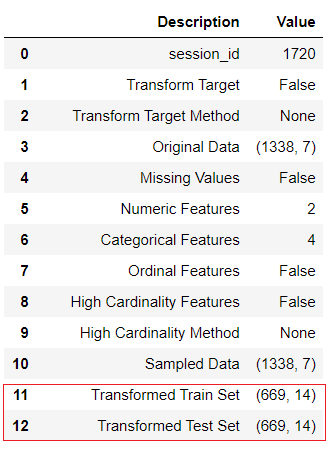 Description Value
0 session_id 1720
1 Transform Target False
2 Transform Target Method None
3 Original Data (1338, 7)
4 Missing Values False
5 Numeric Features 2
6 Categorical Features 4
7 Ordinal Features False
8 High Cardinality Features False
9 High Cardinality Method None
10 Sampled Data (1338, 7)
11 Transformed Train Set (669, 14)
12 Transformed Test Set (669, 14)